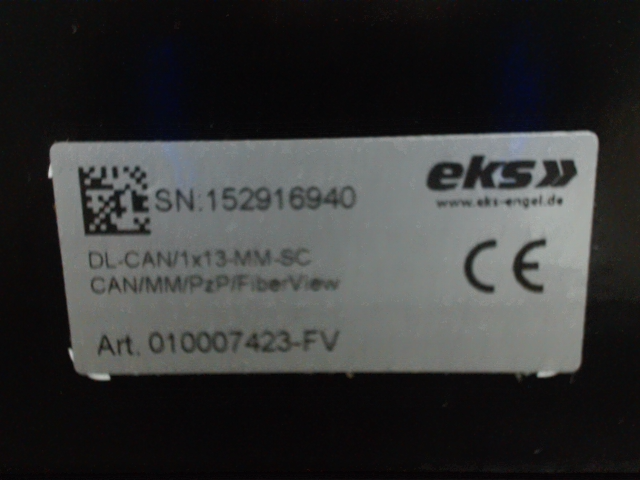 eks
www.eks-engel.de
SN:152916940
DL-CAN/1x13-MM-SC
CAN/MM/PzP/FiberView
CE
Art. 010007423-FV